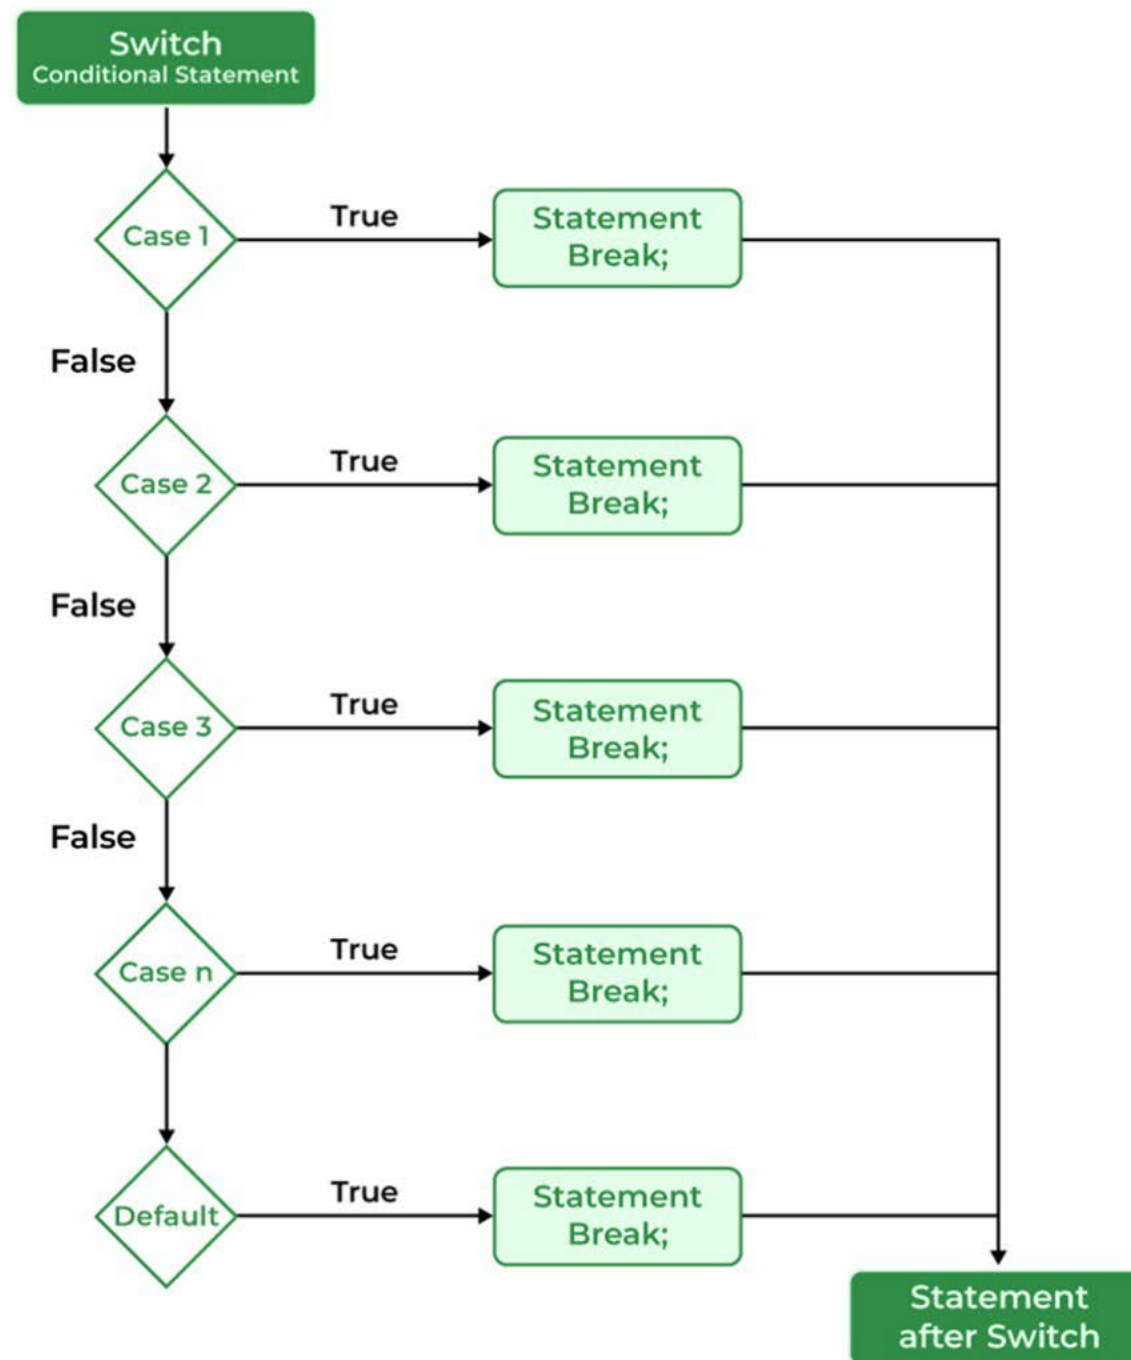 Switch
Conditional Statement
Case 1
True
Statement
Break;
False
Case 2
True
Statement
Break;
False
Case 3
True
Statement
Break;
False
Case n
True
Statement
Break;
Default
True
Statement
Break;
Statement
after Switch